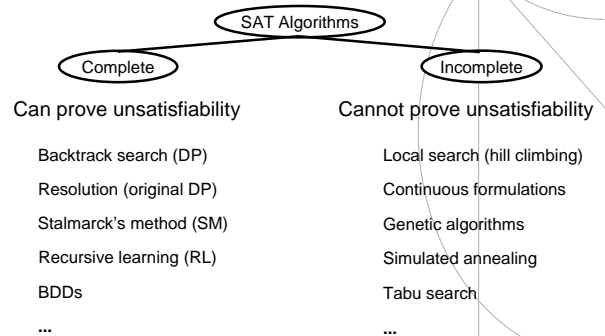 SAT Algorithms
Complete
Can prove unsatisfiability
Backtrack search (DP)
Resolution (original DP)
Stalmarck's method (SM)
Recursive learning (RL)
BDDs
...
Incomplete
Cannot prove unsatisfiability
Local search (hill climbing)
Continuous formulations
Genetic algorithms
Simulated annealing
Tabu search
...